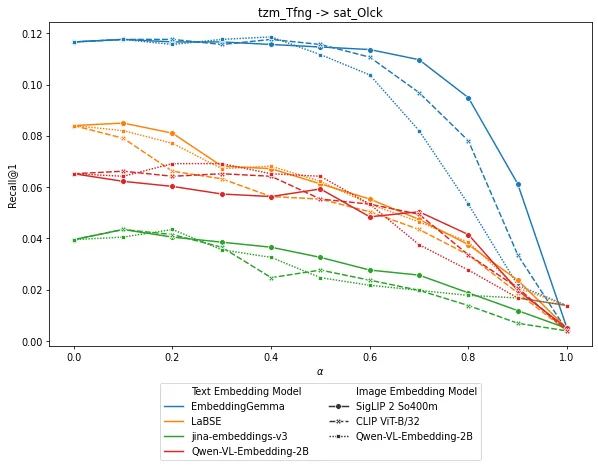 tzm_Tfng -> sat_Olck
0.12
0.10
0.08
0.06
0.04
0.02
0.00
Recall@1
0.0 0.2 0.4 0.6 0.8 1.0
α
Text Embedding Model
EmbeddingGemma
LaBSE
jina-embeddings-v3
Qwen-VL-Embedding-2B
Image Embedding Model
SigLIP 2 So400m
CLIP ViT-B/32
Qwen-VL-Embedding-2B